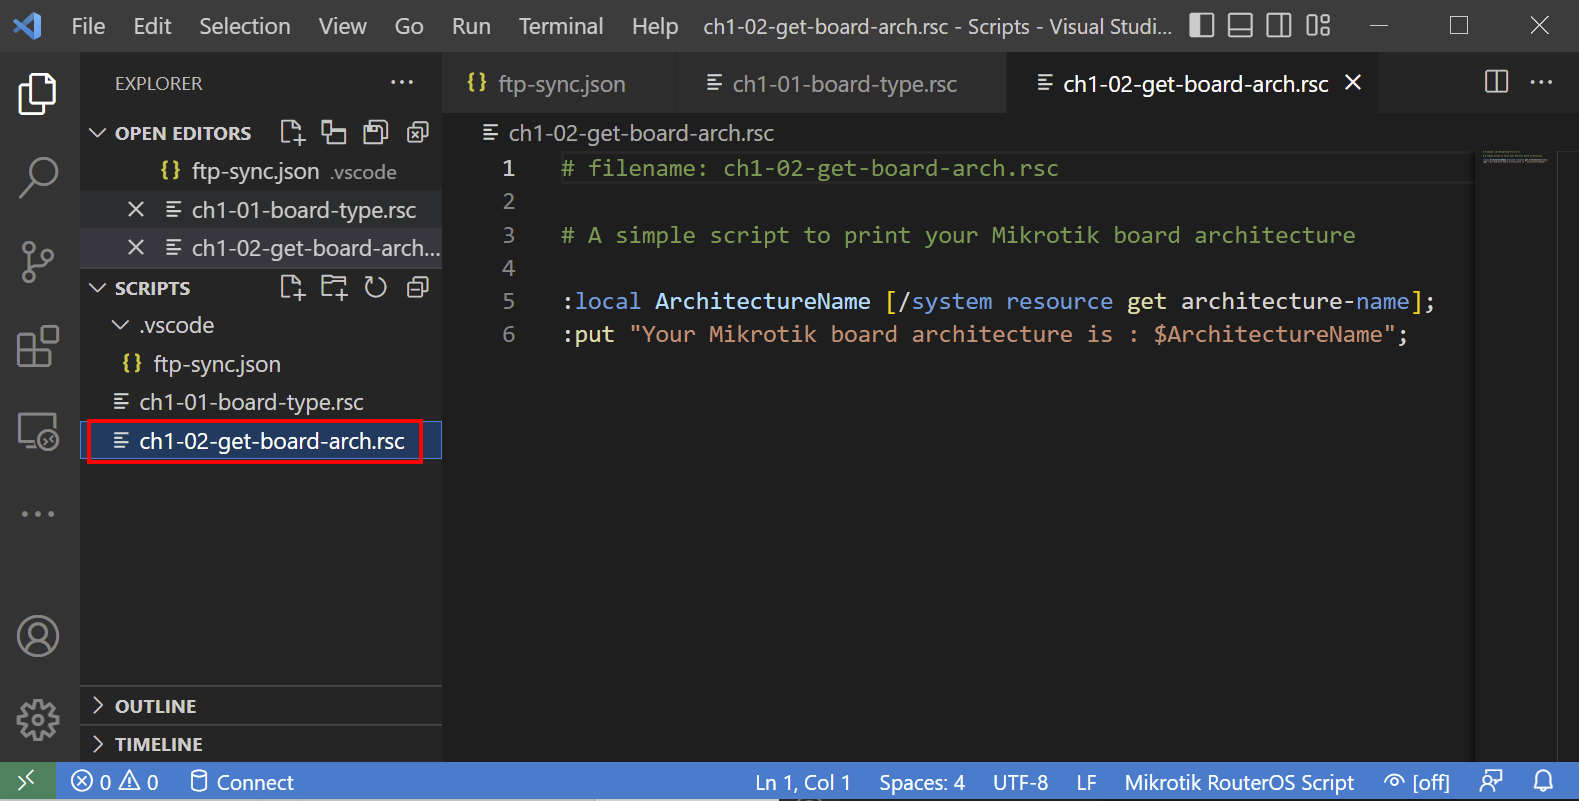 File Edit Selection View Go Run Terminal Help ch1-02-get-board-arch.rsc - Scripts - Visual Studi...
EXPLORER
OPEN EDITORS
{} ftp-sync.json .vscode
ch1-01-board-type.rsc
ch1-02-get-board-arch...
SCRIPTS
.vscode
{} ftp-sync.json
ch1-01-board-type.rsc
ch1-02-get-board-arch.rsc
OUTLINE
TIMELINE
{} ftp-sync.json ch1-01-board-type.rsc ch1-02-get-board-arch.rsc
ch1-02-get-board-arch.rsc
1 # filename: ch1-02-get-board-arch.rsc
2
3 # A simple script to print your Mikrotik board architecture
4
5 :local ArchitectureName [/system resource get architecture-name];
6 :put "Your Mikrotik board architecture is : $ArchitectureName";
0 0 Connect Ln 1, Col 1 Spaces: 4 UTF-8 LF Mikrotik RouterOS Script [off]